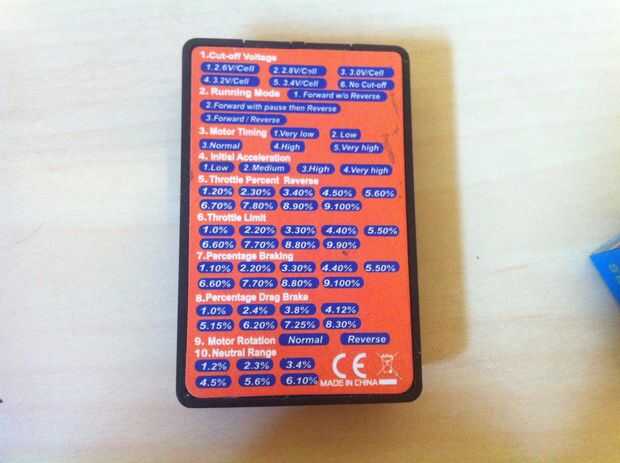 1.Cut-off Voltage
1.2.6V/Cell 2.2.8V/Cell 3. 3.0V/Cell
4.3.2V/Cell 5. 3.4V/Cell 6. No Cut-off
2. Running Mode 1. Forward w/o Reverse
2.Forward with pause then Reverse
3.Forward / Reverse
3. Motor Timing 1.Very low 2. Low
3.Normal 4.High 5. Very high
4. Initial Acceleration
1.Low 2.Medium 3.High 4.Very high
5. Throttle Percent Reverse
1.20% 2.30% 3.40% 4.50% 5.60%
6.70% 7.80% 8.90% 9.100%
6.Throttle Limit
1.0% 2.20% 3.30% 4.40% 5.50%
6.60% 7.70% 8.80% 9.90%
7.Percentage Braking
1.10% 2.20% 3.30% 4.40% 5.50%
6.60% 7.70% 8.80% 9.100%
8.Percentage Drag Brake
1.0% 2.4% 3.8% 4.12%
5.15% 6.20% 7.25% 8.30%
9. Motor Rotation Normal Reverse
10. Neutral Range
1.2% 2.3% 3.4%
4.5% 5.6% 6.10%
CE
MADE IN CHINA